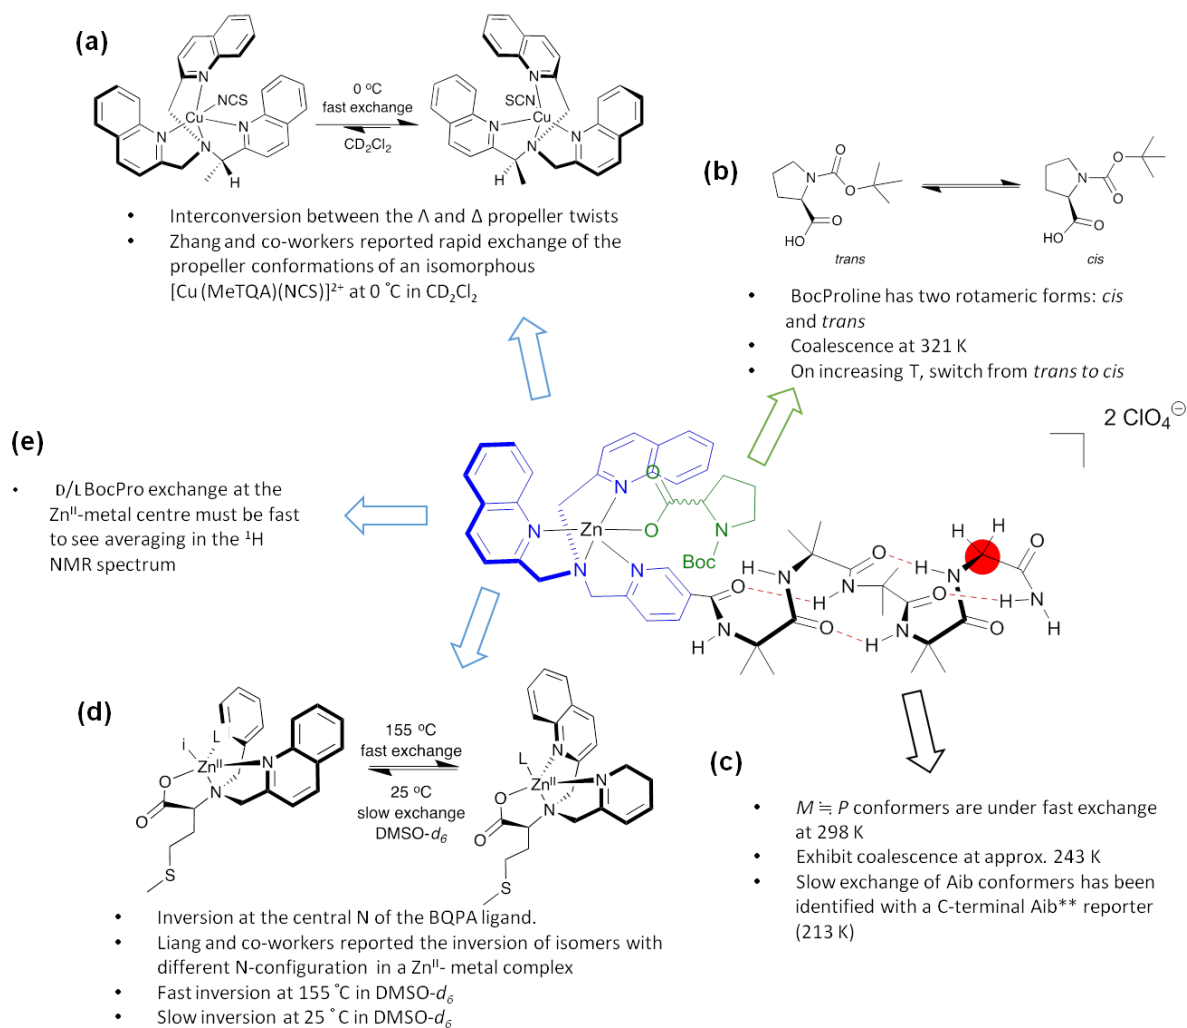 (a)
NCS
N
Cu
N
N
N
H
0 °C
fast exchange
CD2Cl2
SCN
N
Cu
N
N
N
H
• Interconversion between the Λ and Δ propeller twists
• Zhang and co-workers reported rapid exchange of the
propeller conformations of an isomorphous
[Cu (MeTQA)(NCS)]²⁺ at 0 ˚C in CD₂Cl₂
(b)
N
O
O
O
HO
trans
N
O
O
O
HO
cis
• BocProline has two rotameric forms: cis
and trans
• Coalescence at 321 K
• On increasing T, switch from trans to cis
2 ClO₄⊖
(e)
• D/L BocPro exchange at the
Znᴵᴵ-metal centre must be fast
to see averaging in the ¹H
NMR spectrum
N
N
Zn
N
N
O
O
N
Boc
O
N
H
N
H
O
O
N
H
O
N
H
O
N
H
O
H
H
O
N
H
H
(d)
i
L
N
Znᴵᴵ
N
N
O
O
S
155 °C
fast exchange
25 °C
slow exchange
DMSO-d₆
L
N
Znᴵᴵ
N
N
O
O
S
• Inversion at the central N of the BQPA ligand.
• Liang and co-workers reported the inversion of isomers with
different N-configuration in a Znᴵᴵ- metal complex
• Fast inversion at 155 ˚C in DMSO-d₆
• Slow inversion at 25 ˚C in DMSO-d₆
(c)
• M ≒ P conformers are under fast exchange
at 298 K
• Exhibit coalescence at approx. 243 K
• Slow exchange of Aib conformers has been
identified with a C-terminal Aib** reporter
(213 K)